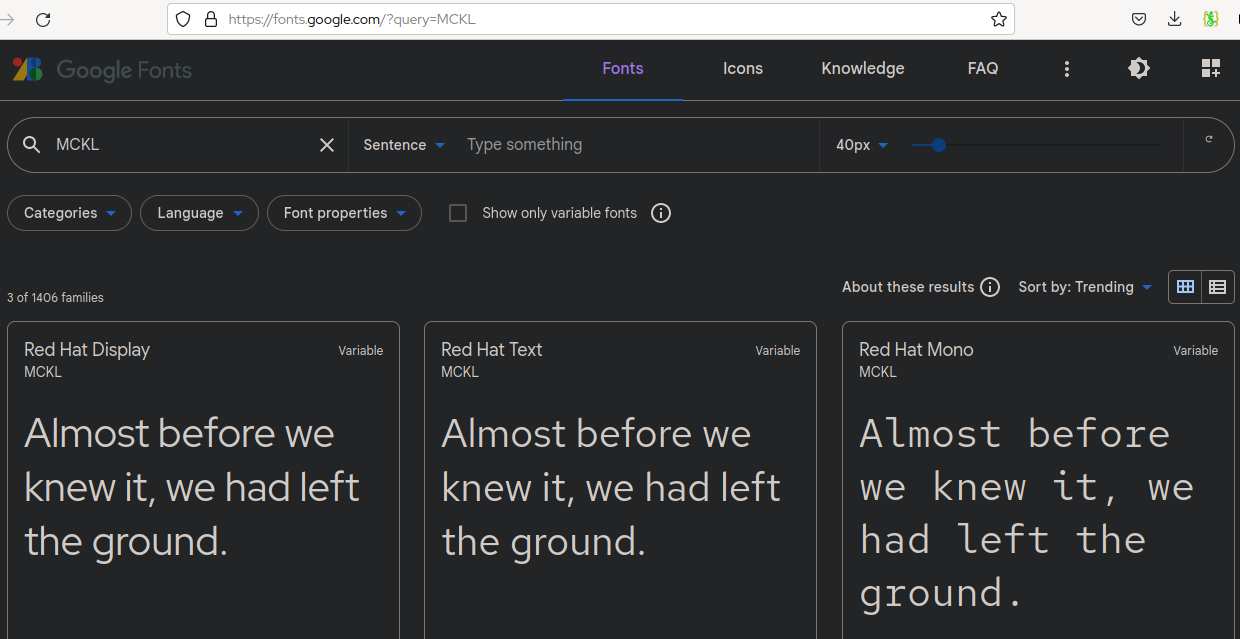 https://fonts.google.com/?query=MCKL
Google Fonts
Fonts
Icons
Knowledge
FAQ
MCKL
Sentence
Type something
40px
Categories
Language
Font properties
Show only variable fonts
3 of 1406 families
About these results
Sort by: Trending
Red Hat Display
Variable
MCKL
Almost before we
knew it, we had left
the ground.
Red Hat Text
Variable
MCKL
Almost before we
knew it, we had left
the ground.
Red Hat Mono
Variable
MCKL
Almost before
we knew it, we
had left the
ground.